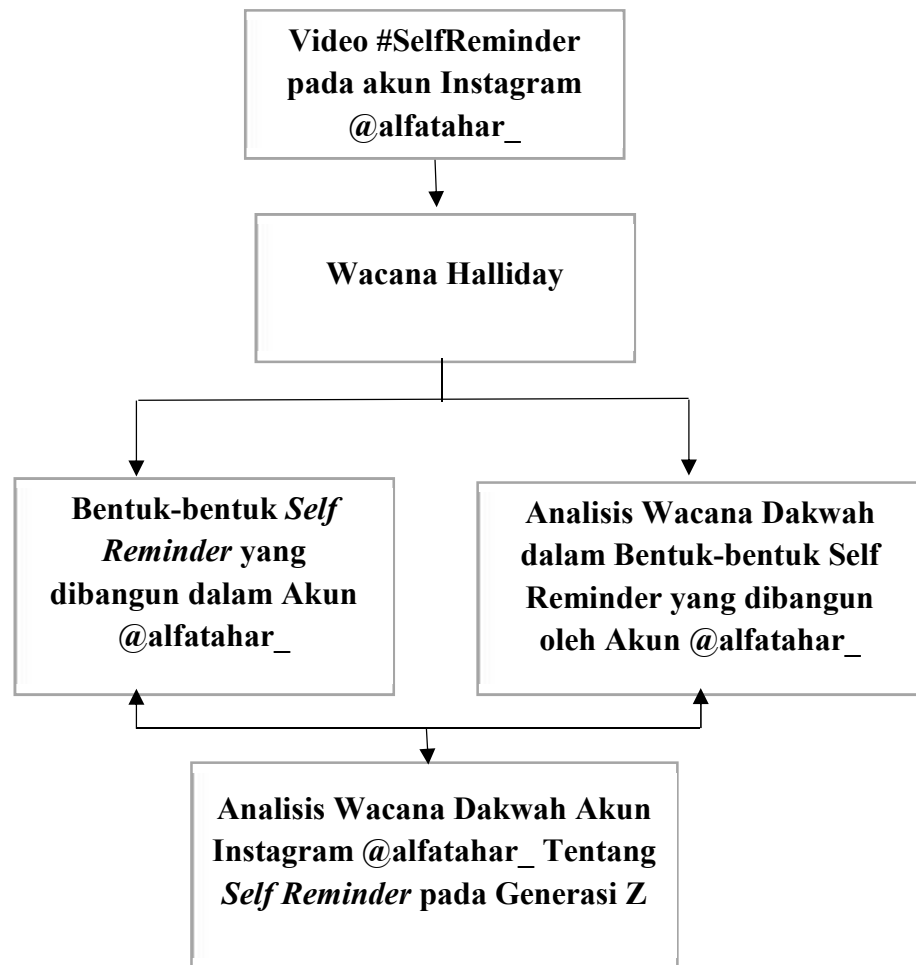 Video #SelfReminder
pada akun Instagram
@alfatahar_
Wacana Halliday
Bentuk-bentuk Self
Reminder yang
dibangun dalam Akun
@alfatahar_
Analisis Wacana Dakwah
dalam Bentuk-bentuk Self
Reminder yang dibangun
oleh Akun @alfatahar_
Analisis Wacana Dakwah Akun
Instagram @alfatahar_ Tentang
Self Reminder pada Generasi Z